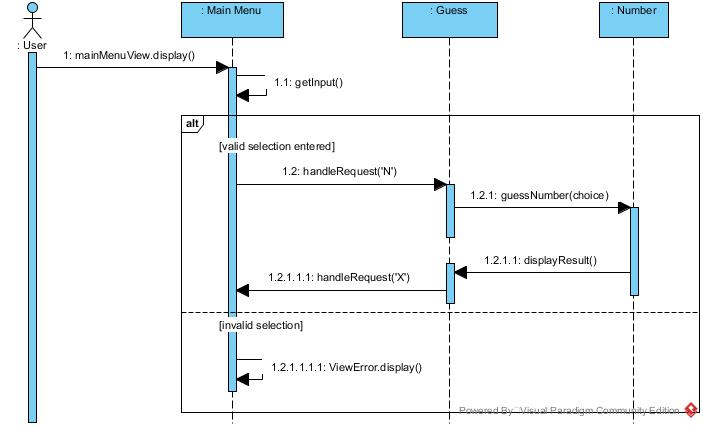 : Main Menu
: Guess
: Number
: User
1: mainMenuView.display()
1.1: getInput()
alt
[valid selection entered]
1.2: handleRequest('N')
1.2.1: guessNumber(choice)
1.2.1.1: displayResult()
1.2.1.1.1: handleRequest('X')
[invalid selection]
1.2.1.1.1.1: ViewError.display()
Powered By Visual Paradigm Community Edition